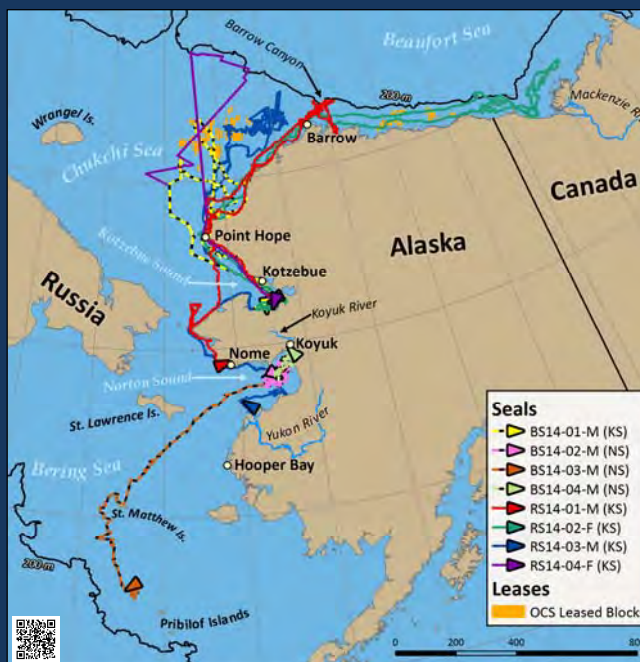 Barrow Canyon
Beaufort Sea
200-m
Mackenzie R
Wrangel Is.
Barrow
Chukchi Sea
Canada
Point Hope
Alaska
Kotzebue Sound
Kotzebue
Russia
Koyuk River
Koyuk
Nome
Norton Sound
St. Lawrence Is.
Yukon River
Bering Sea
Hooper Bay
St. Matthew Is.
200-m
Pribilof Islands
Seals
BS14-01-M (KS)
BS14-02-M (NS)
BS14-03-M (NS)
BS14-04-M (NS)
RS14-01-M (KS)
RS14-02-F (KS)
RS14-03-M (KS)
RS14-04-F (KS)
Leases
OCS Leased Block
0 200 400 80